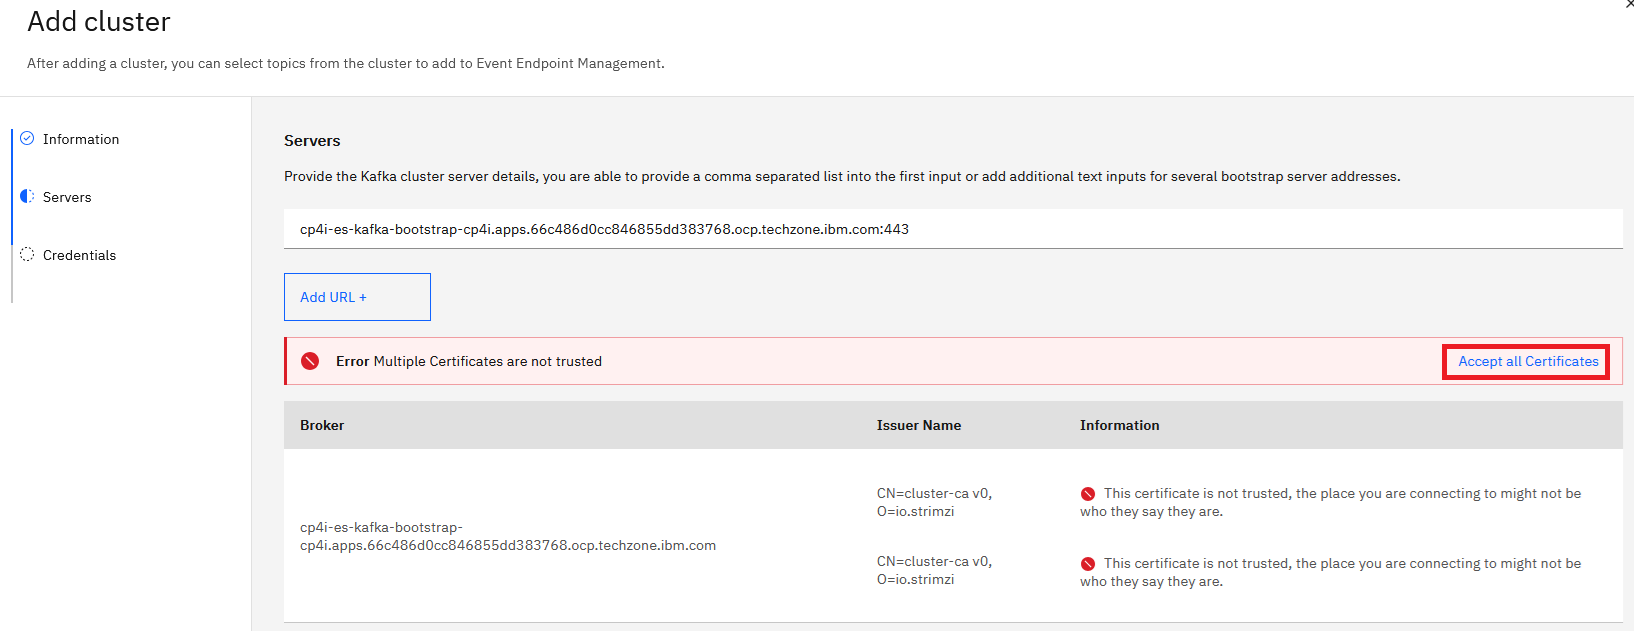 Add cluster
After adding a cluster, you can select topics from the cluster to add to Event Endpoint Management.
Information
Servers
Credentials
Servers
Provide the Kafka cluster server details, you are able to provide a comma separated list into the first input or add additional text inputs for several bootstrap server addresses.
cp4i-es-kafka-bootstrap-cp4i.apps.66c486d0cc846855dd383768.ocp.techzone.ibm.com:443
Add URL +
Error Multiple Certificates are not trusted
Accept all Certificates
Broker Issuer Name Information
cp4i-es-kafka-bootstrap-
cp4i.apps.66c486d0cc846855dd383768.ocp.techzone.ibm.com
CN=cluster-ca v0,
O=io.strimzi
This certificate is not trusted, the place you are connecting to might not be
who they say they are.
CN=cluster-ca v0,
O=io.strimzi
This certificate is not trusted, the place you are connecting to might not be
who they say they are.